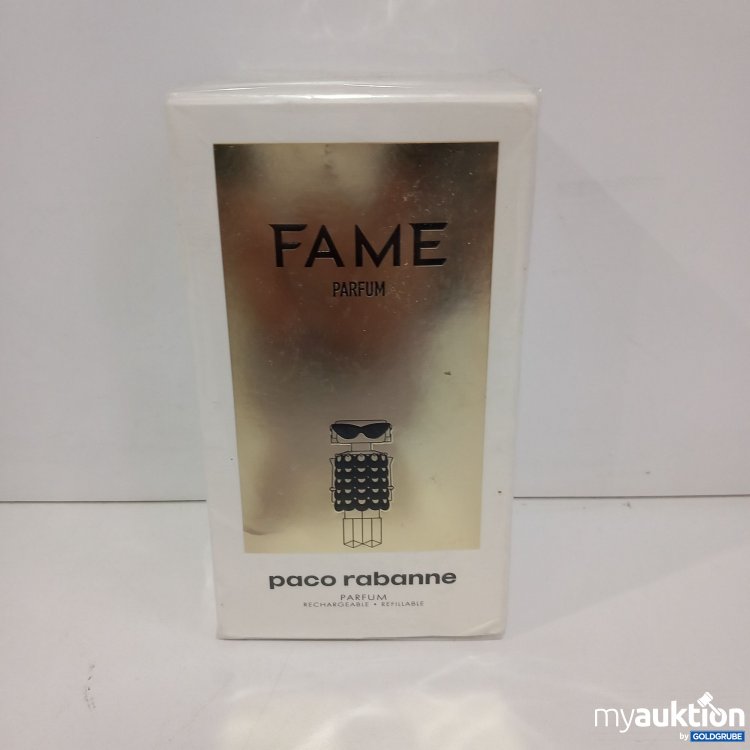 FAME
PARFUM
paco rabanne
PARFUM
RECHARGEABLE • REFILLABLE
myauktion
by GOLDGRUBE